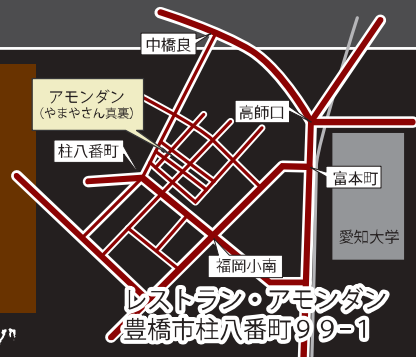 中橋良
アモンダン
(やまやさん真裏)
高師口
柱八番町
富本町
愛知大学
福岡小南
レストラン・アモンダン
豊橋市柱八番町９９−１